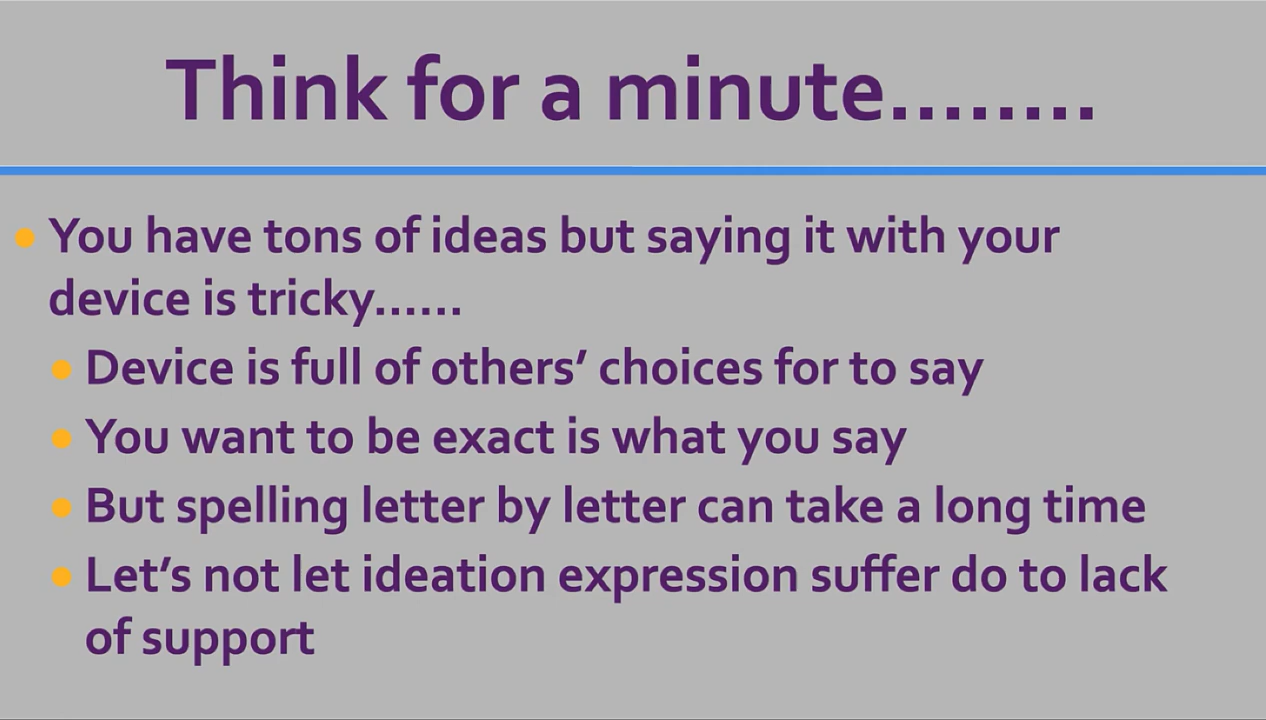 Think for a minute........
You have tons of ideas but saying it with your
device is tricky......
Device is full of others’ choices for to say
You want to be exact is what you say
But spelling letter by letter can take a long time
Let’s not let ideation expression suffer do to lack
of support